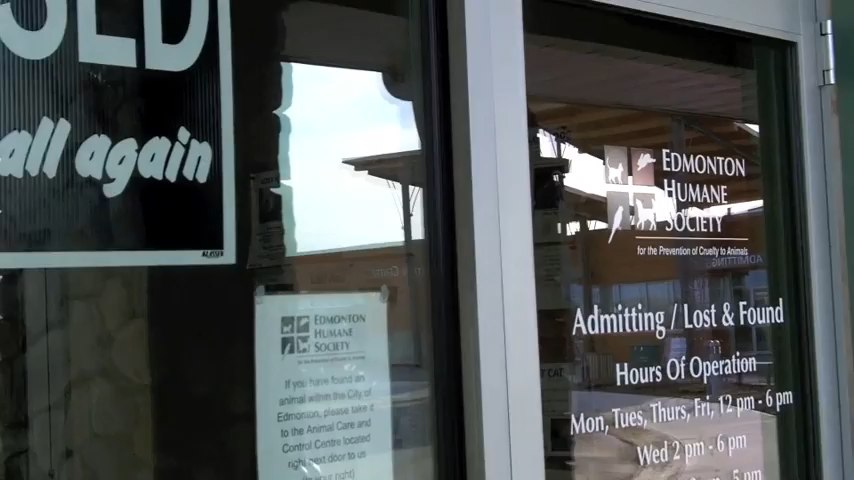 all again
EDMONTON
HUMANE
SOCIETY
If you have found an
animal within the City of
Edmonton, please take it
to the Animal Care and
Control Centre located
right next door to us
EDMONTON
HUMANE
SOCIETY
for the Prevention of Cruelty to Animals
ADMITTING
Admitting / Lost & Found
Hours Of Operation
Mon, Tues, Thurs, Fri, 12 pm - 6 pm
Wed 2 pm - 6 pm
5 pm